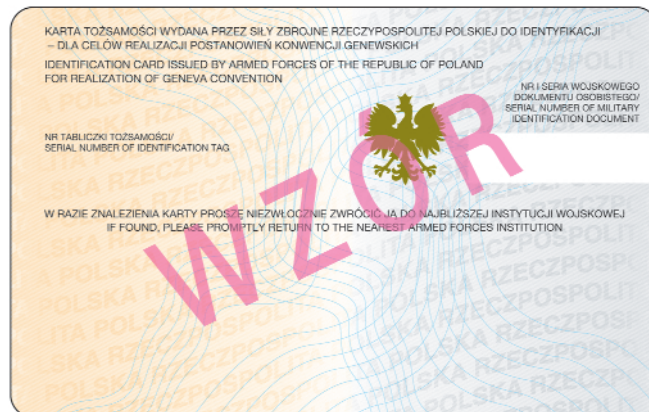 KARTA TOŻSAMOŚCI WYDANA PRZEZ SIŁY ZBROJNE RZECZYPOSPOLITEJ POLSKIEJ DO IDENTYFIKACJI
– DLA CELÓW REALIZACJI POSTANOWIEŃ KONWENCJI GENEWSKICH
IDENTIFICATION CARD ISSUED BY ARMED FORCES OF THE REPUBLIC OF POLAND
FOR REALIZATION OF GENEVA CONVENTION
NR I SERIA WOJSKOWEGO
DOKUMENTU OSOBISTEGO/
SERIAL NUMBER OF MILITARY
IDENTIFICATION DOCUMENT
NR TABLICZKI TOŻSAMOŚCI/
SERIAL NUMBER OF IDENTIFICATION TAG
WZÓR
W RAZIE ZNALEZIENIA KARTY PROSZĘ NIEZWŁOCZNIE ZWRÓCIĆ JĄ DO NAJBLIŻSZEJ INSTYTUCJI WOJSKOWEJ
IF FOUND, PLEASE PROMPTLY RETURN TO THE NEAREST ARMED FORCES INSTITUTION